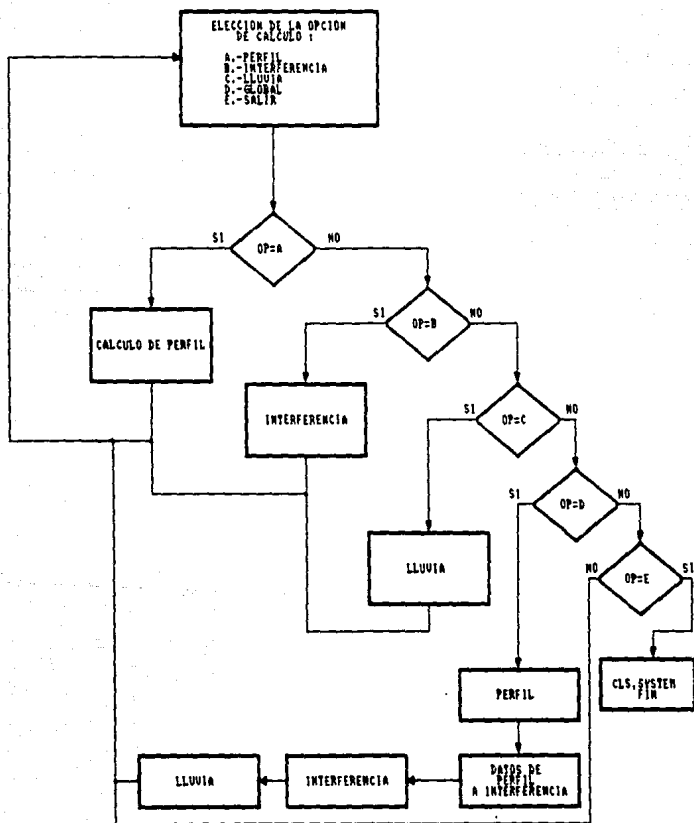 ELECCION DE LA OPCION
DE CALCULO :
A.-PERFIL
B.-INTERFERENCIA
C.-LLUVIA
D.-GLOBAL
E.-SALIR
SI
OP=A
NO
CALCULO DE PERFIL
SI
OP=B
NO
INTERFERENCIA
SI
OP=C
NO
LLUVIA
SI
OP=D
NO
NO
OP=E
SI
PERFIL
CLS,SYSTEM
FIN
LLUVIA
INTERFERENCIA
DATOS DE
PERFIL
A INTERFERENCIA